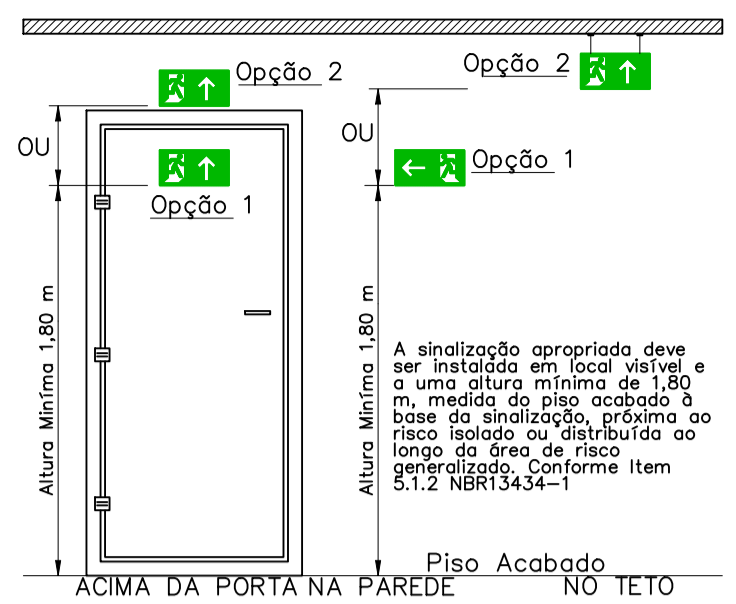 Opção 2
Opção 2
OU
OU
Opção 1
Opção 1
Altura Miníma 1,80 m
Altura Miníma 1,80 m
A sinalização apropriada deve
ser instalada em local visível e
a uma altura mínima de 1,80
m, medida do piso acabado à
base da sinalização, próxima ao
risco isolado ou distribuída ao
longo da área de risco
generalizado. Conforme Item
5.1.2 NBR13434-1
Piso Acabado
ACIMA DA PORTA NA PAREDE NO TETO